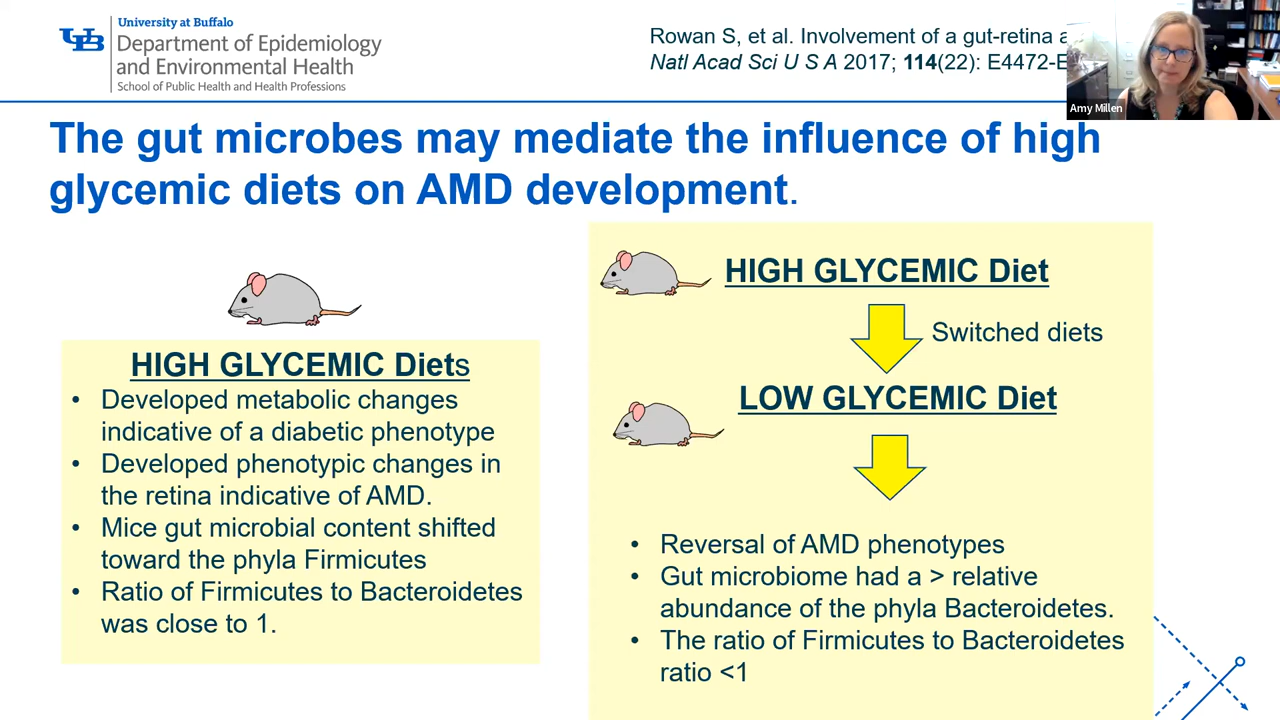 University at Buffalo
UB
Department of Epidemiology
and Environmental Health
School of Public Health and Health Professions
Rowan S, et al. Involvement of a gut-retina
Natl Acad Sci U S A 2017; 114(22): E4472-
Amy Millen
The gut microbes may mediate the influence of high
glycemic diets on AMD development.
HIGH GLYCEMIC Diets
• Developed metabolic changes
indicative of a diabetic phenotype
• Developed phenotypic changes in
the retina indicative of AMD.
• Mice gut microbial content shifted
toward the phyla Firmicutes
• Ratio of Firmicutes to Bacteroidetes
was close to 1.
HIGH GLYCEMIC Diet
Switched diets
LOW GLYCEMIC Diet
• Reversal of AMD phenotypes
• Gut microbiome had a > relative
abundance of the phyla Bacteroidetes.
• The ratio of Firmicutes to Bacteroidetes
ratio <1